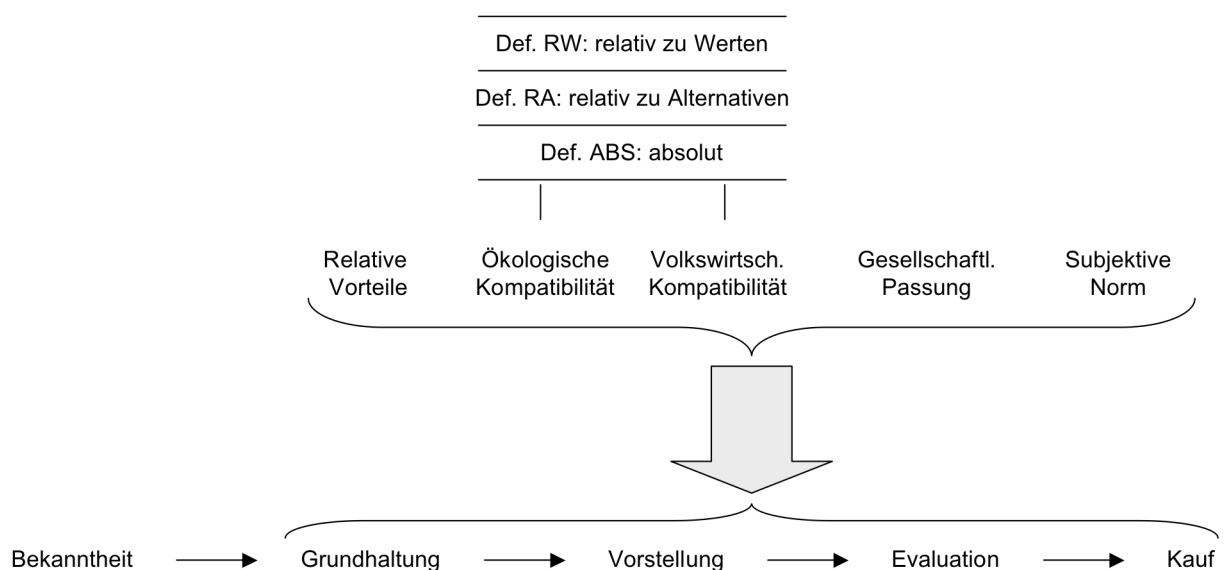 Def. RW: relativ zu Werten
Def. RA: relativ zu Alternativen
Def. ABS: absolut
Relative
Vorteile
Ökologische
Kompatibilität
Volkswirtsch.
Kompatibilität
Gesellschaftl.
Passung
Subjektive
Norm
Bekanntheit
Grundhaltung
Vorstellung
Evaluation
Kauf